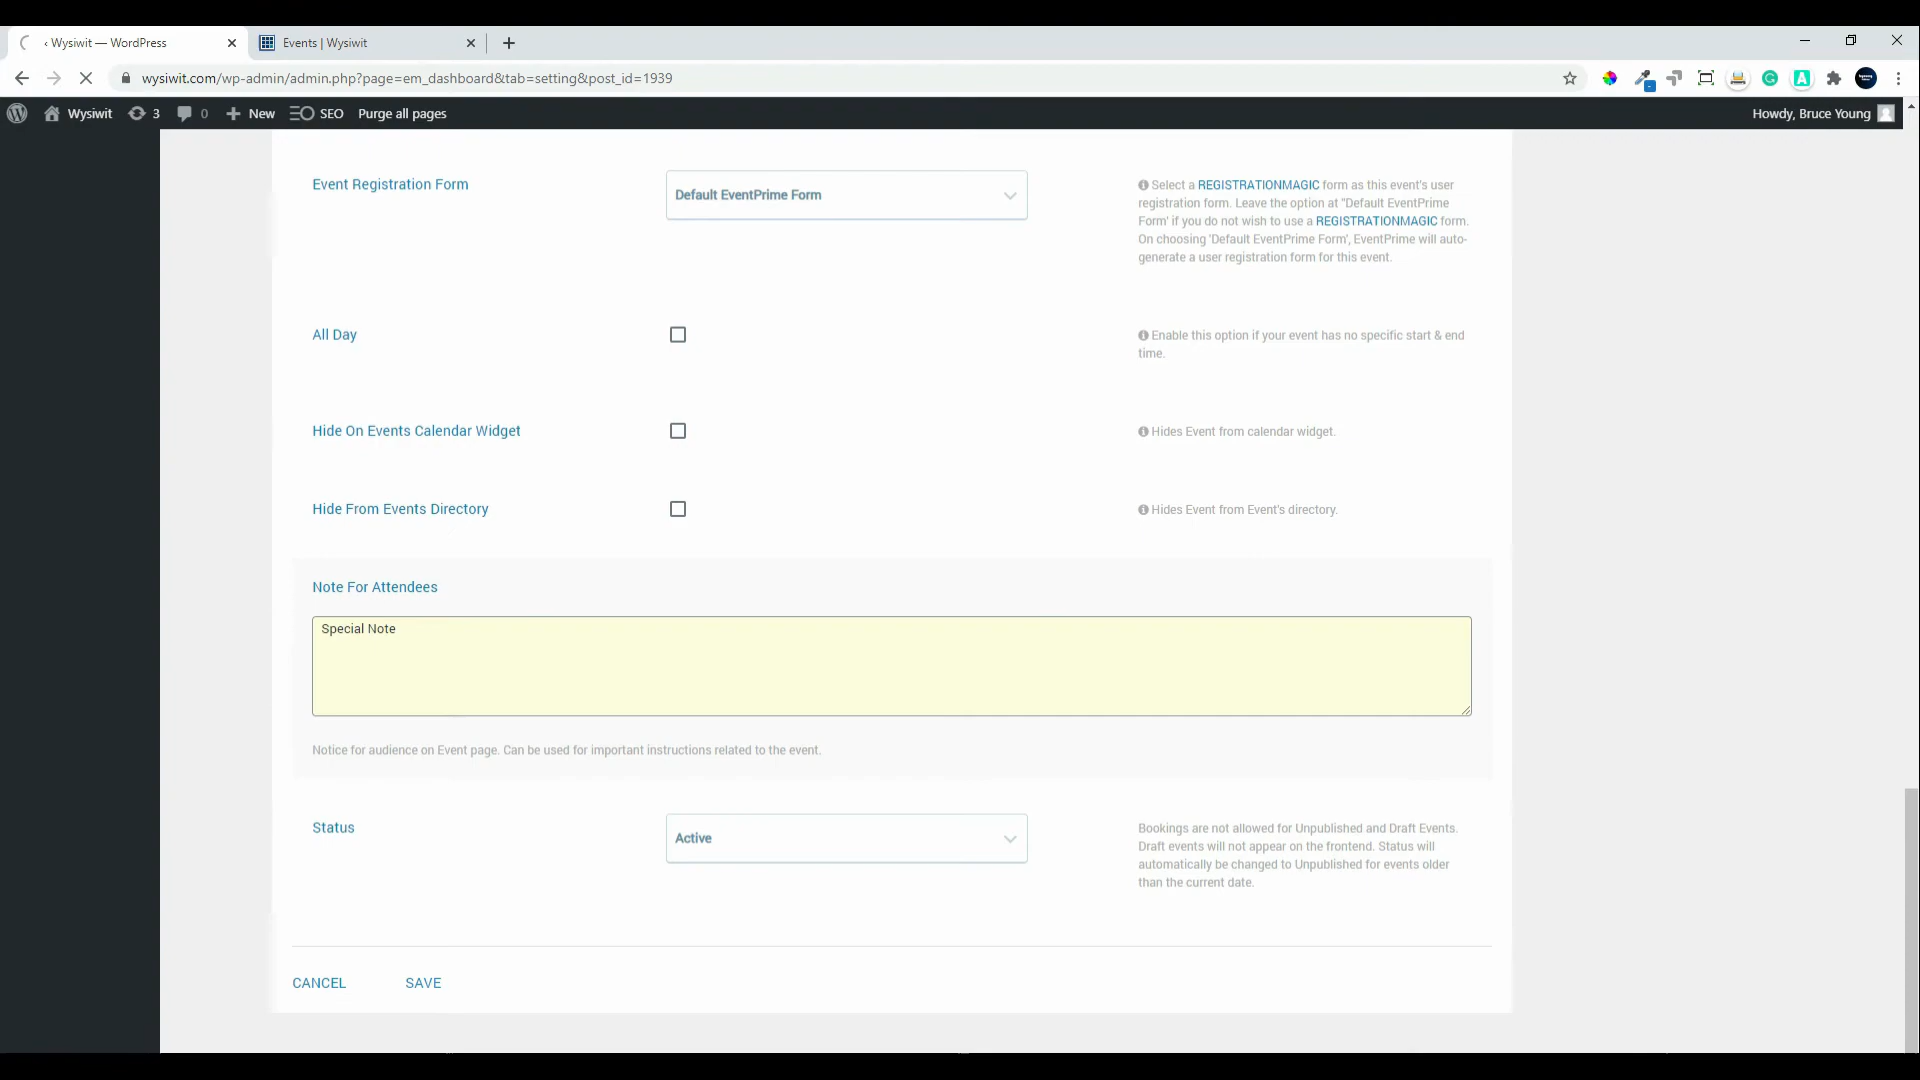 ‹ Wysiwit — WordPress
Events | Wysiwit
wysiwit.com/wp-admin/admin.php?page=em_dashboard&tab=setting&post_id=1939
Wysiwit 3 0 New SEO Purge all pages Howdy, Bruce Young
Event Registration Form
Default EventPrime Form
Select a REGISTRATIONMAGIC form as this event's user
registration form. Leave the option at "Default EventPrime
Form' if you do not wish to use a REGISTRATIONMAGIC form.
On choosing 'Default EventPrime Form', EventPrime will auto-
generate a user registration form for this event.
All Day
Enable this option if your event has no specific start & end
time.
Hide On Events Calendar Widget
Hides Event from calendar widget.
Hide From Events Directory
Hides Event from Event's directory.
Note For Attendees
Special Note
Notice for audience on Event page. Can be used for important instructions related to the event.
Status
Active
Bookings are not allowed for Unpublished and Draft Events.
Draft events will not appear on the frontend. Status will
automatically be changed to Unpublished for events older
than the current date.
CANCEL SAVE